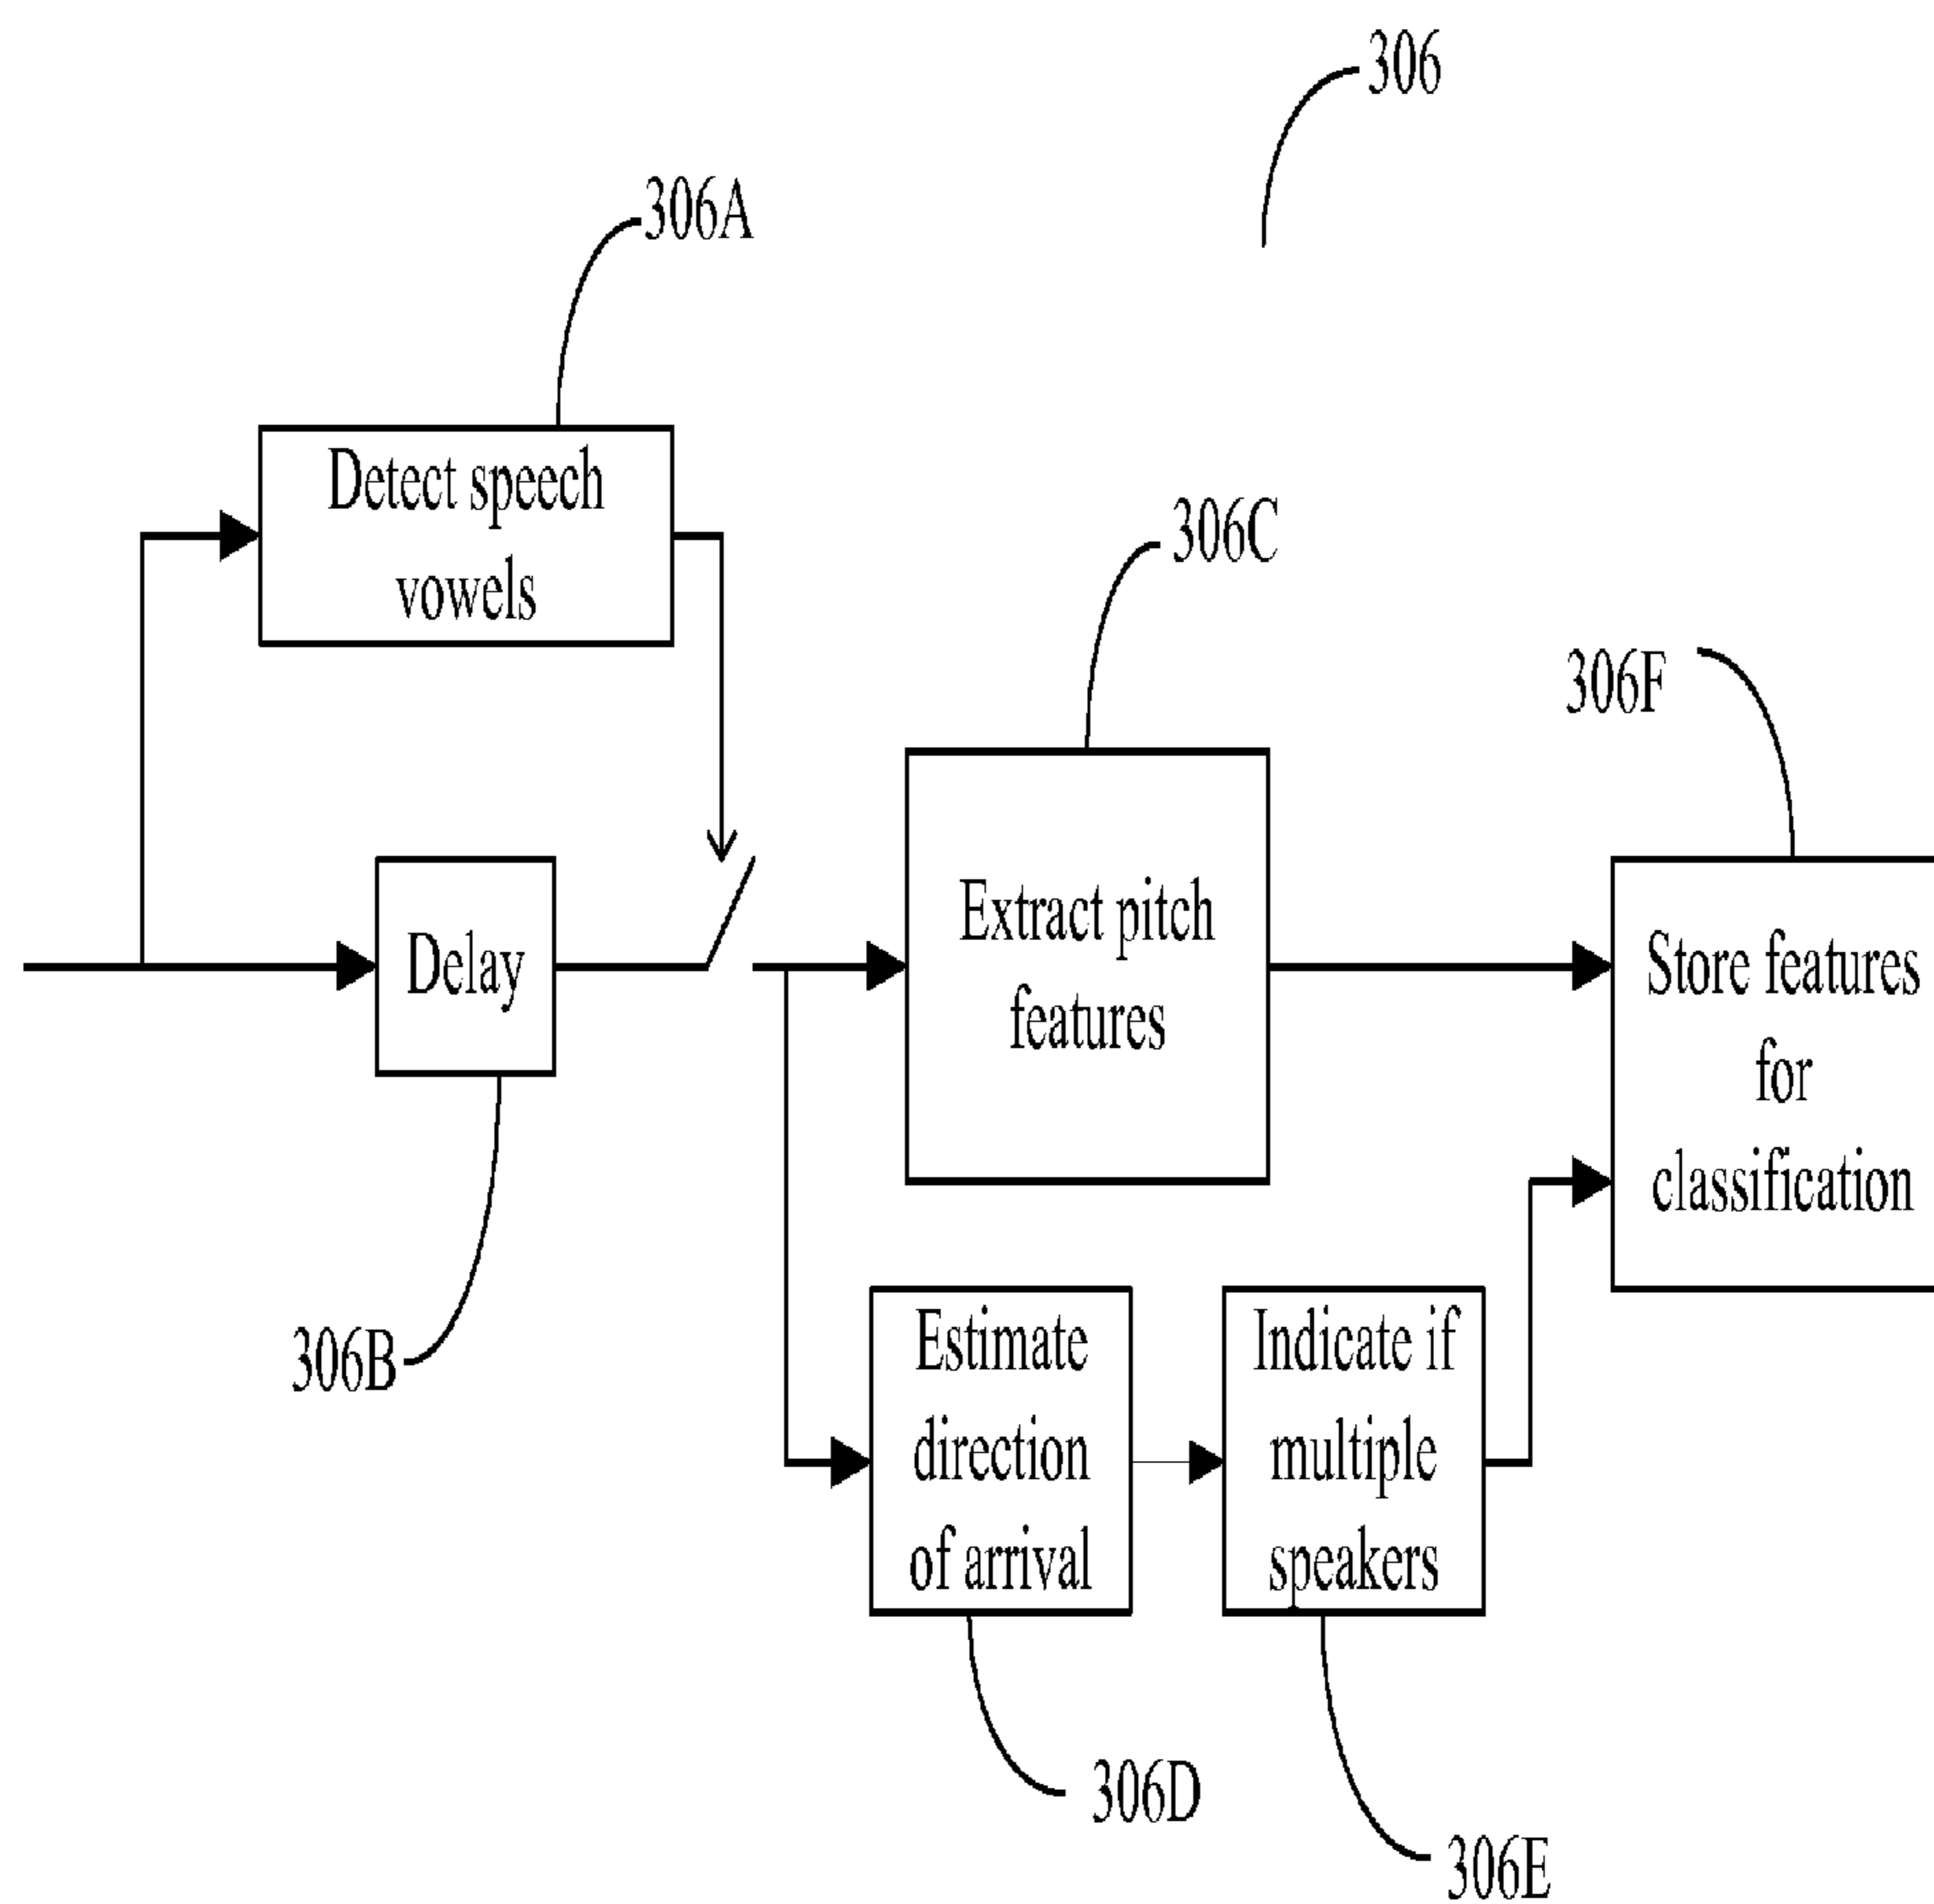 306
306A
Detect speech
vowels
306C
306F
Extract pitch
features
Delay
Store features
for
classification
306B
Estimate
direction
of arrival
Indicate if
multiple
speakers
306D
306E